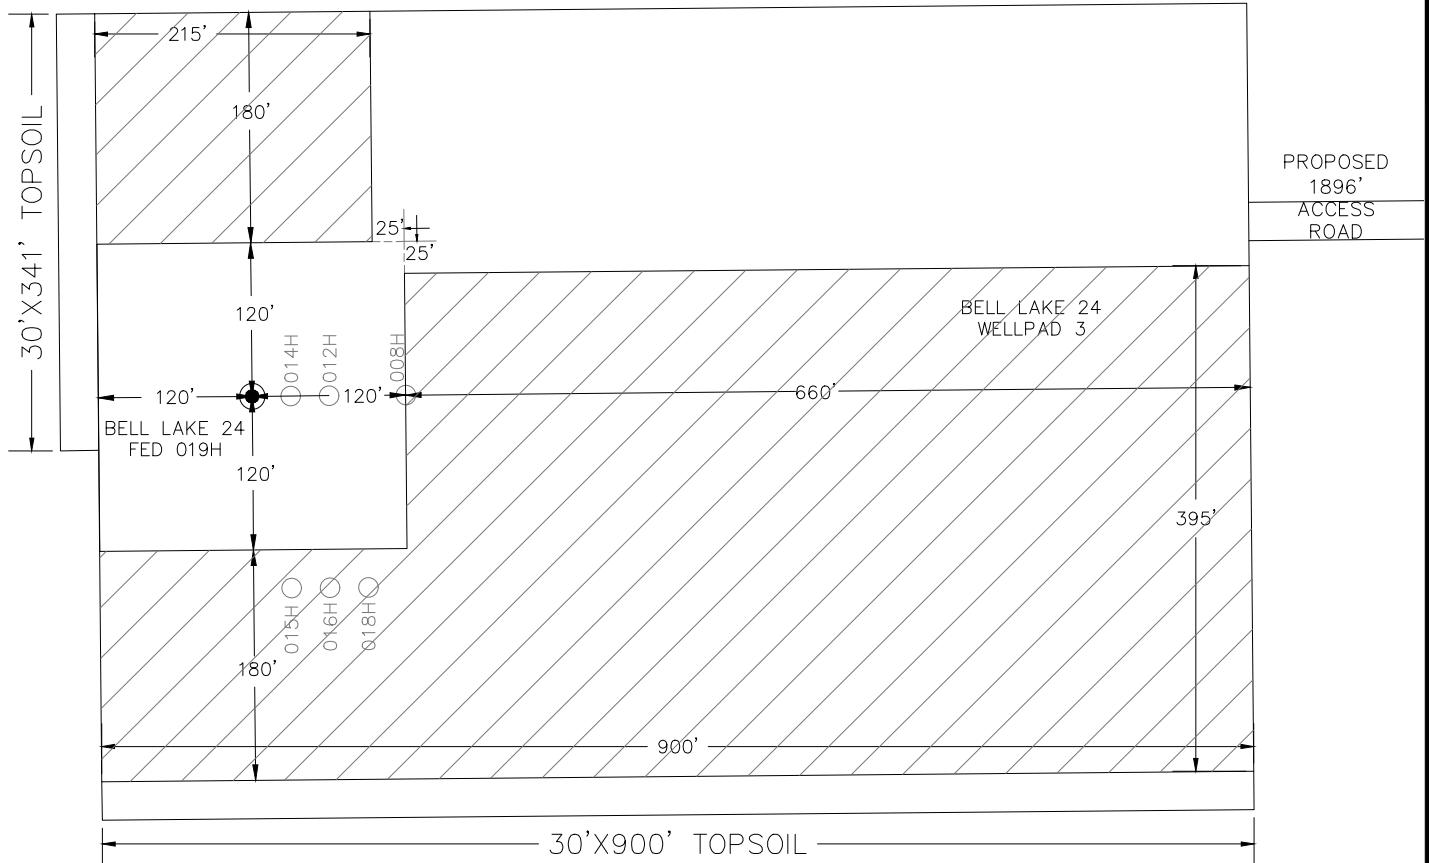 215'
180'
30'X341' TOPSOIL
PROPOSED
1896'
ACCESS
ROAD
25'
25'
120'
BELL LAKE 24
WELLPAD 3
014H
012H
008H
120'
120'
660'
BELL LAKE 24
FED 019H
120'
395'
015H
016H
018H
180'
900'
30'X900' TOPSOIL